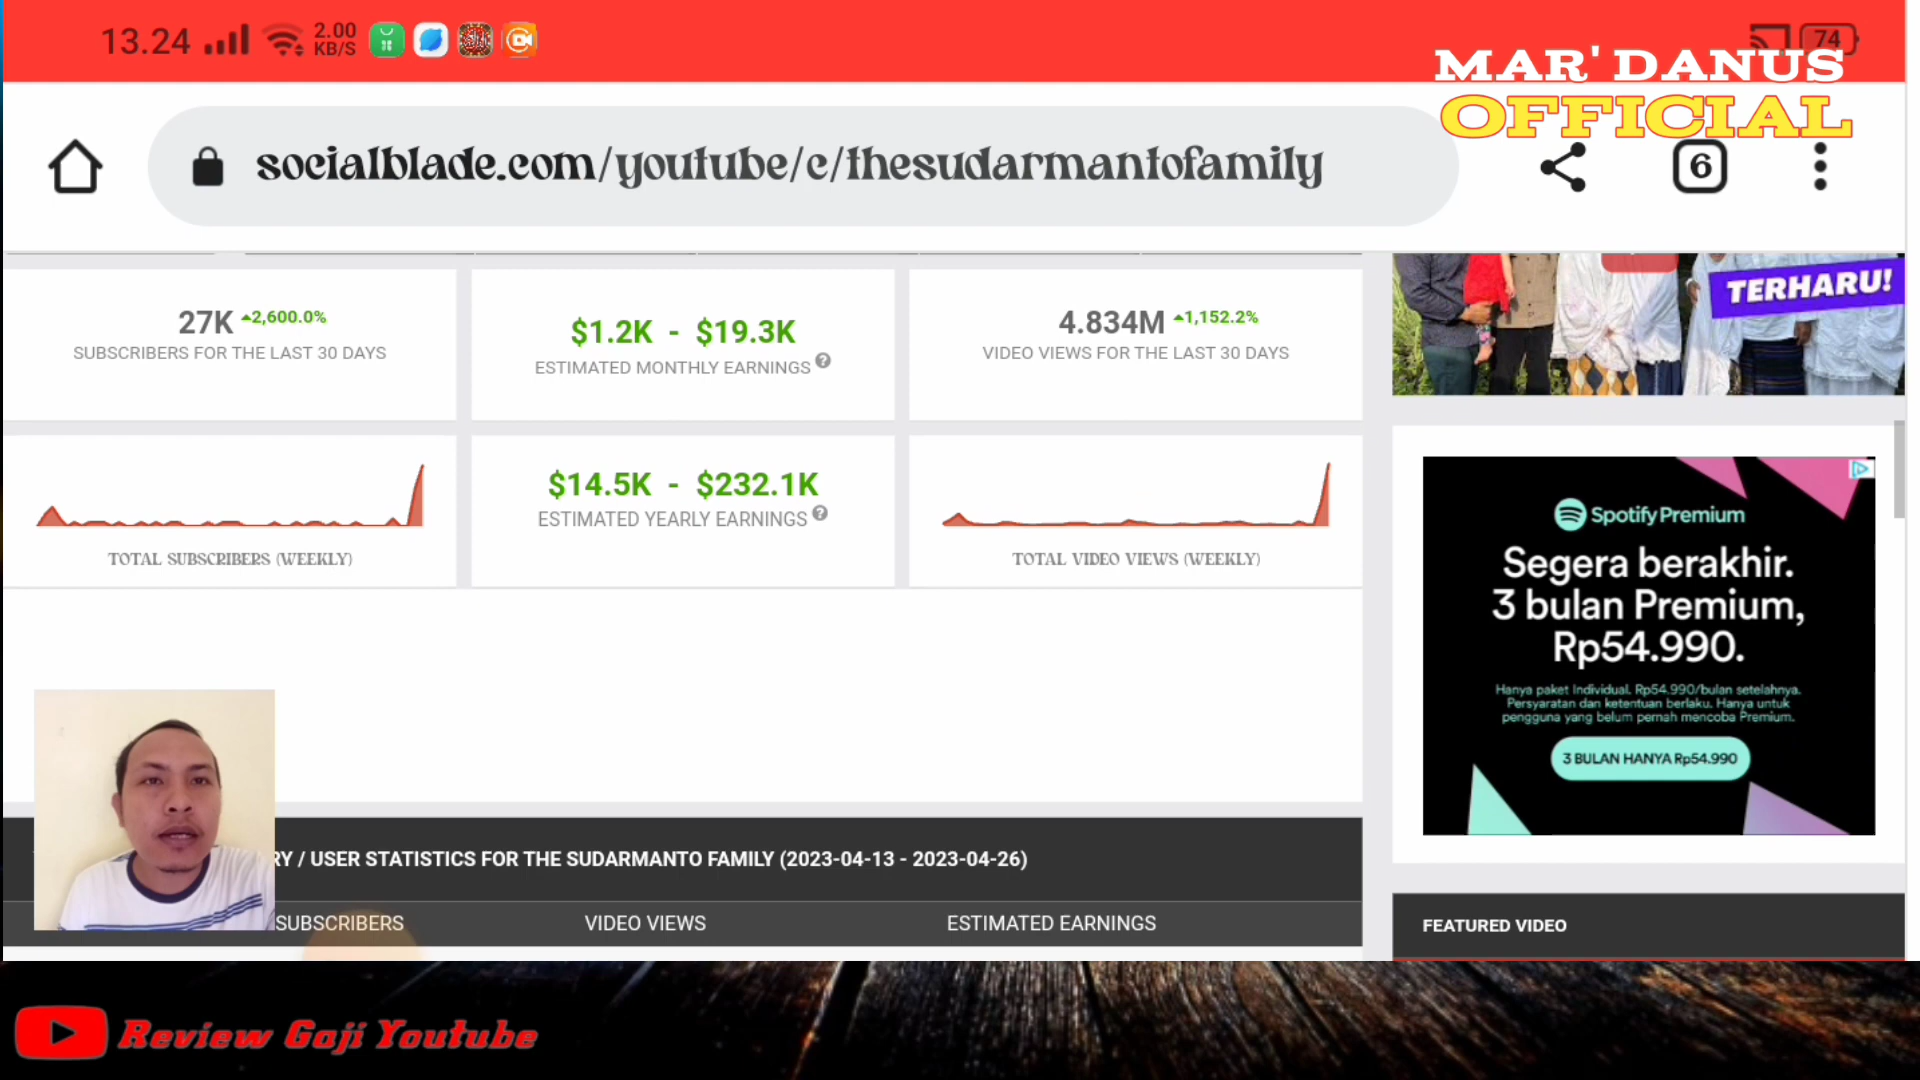 13.24
2.00
KB/S
74
MAR'DANUS
OFFICIAL
socialblade.com/youtube/c/thesudarmantofamily
6
27K 2,600.0%
SUBSCRIBERS FOR THE LAST 30 DAYS
$1.2K - $19.3K
ESTIMATED MONTHLY EARNINGS ?
4.834M 1,152.2%
VIDEO VIEWS FOR THE LAST 30 DAYS
TERHARU!
TOTAL SUBSCRIBERS (WEEKLY)
$14.5K - $232.1K
ESTIMATED YEARLY EARNINGS ?
TOTAL VIDEO VIEWS (WEEKLY)
Spotify Premium
Segera berakhir.
3 bulan Premium,
Rp54.990.
Hanya paket Individual. Rp54.990/bulan setelahnya.
Persyaratan dan ketentuan berlaku. Hanya untuk
pengguna yang belum pernah mencoba Premium.
3 BULAN HANYA Rp54.990
RY / USER STATISTICS FOR THE SUDARMANTO FAMILY (2023-04-13 - 2023-04-26)
SUBSCRIBERS
VIDEO VIEWS
ESTIMATED EARNINGS
FEATURED VIDEO
Review Gaji Youtube